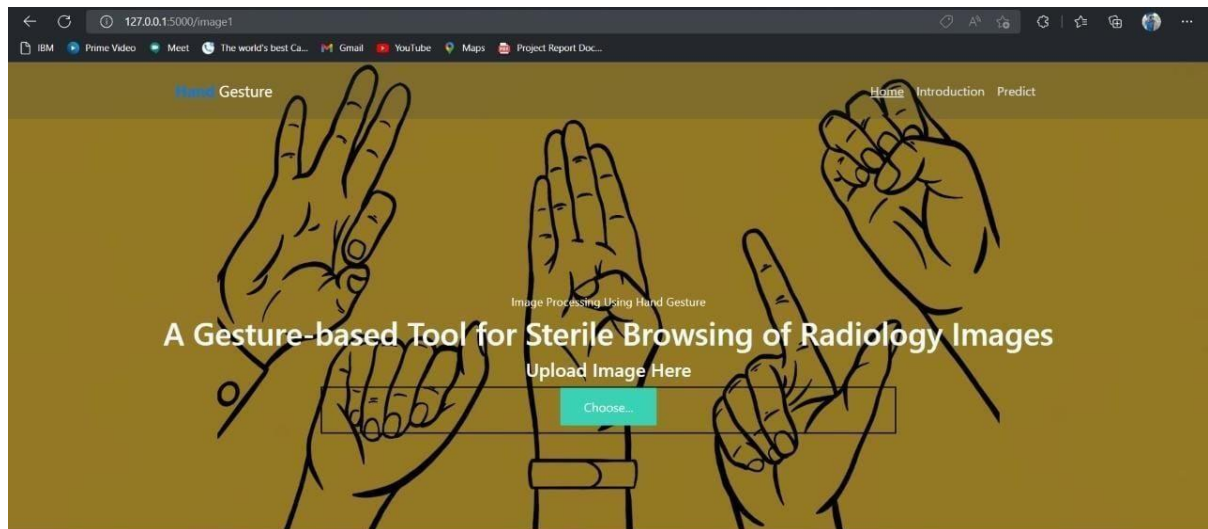 127.0.0.1:5000/image1
IBM Prime Video Meet The world's best Ca... Gmail YouTube Maps Project Report Doc...
Hand Gesture Home Introduction Predict
Image Processing Using Hand Gesture
A Gesture-based Tool for Sterile Browsing of Radiology Images
Upload Image Here
Choose...